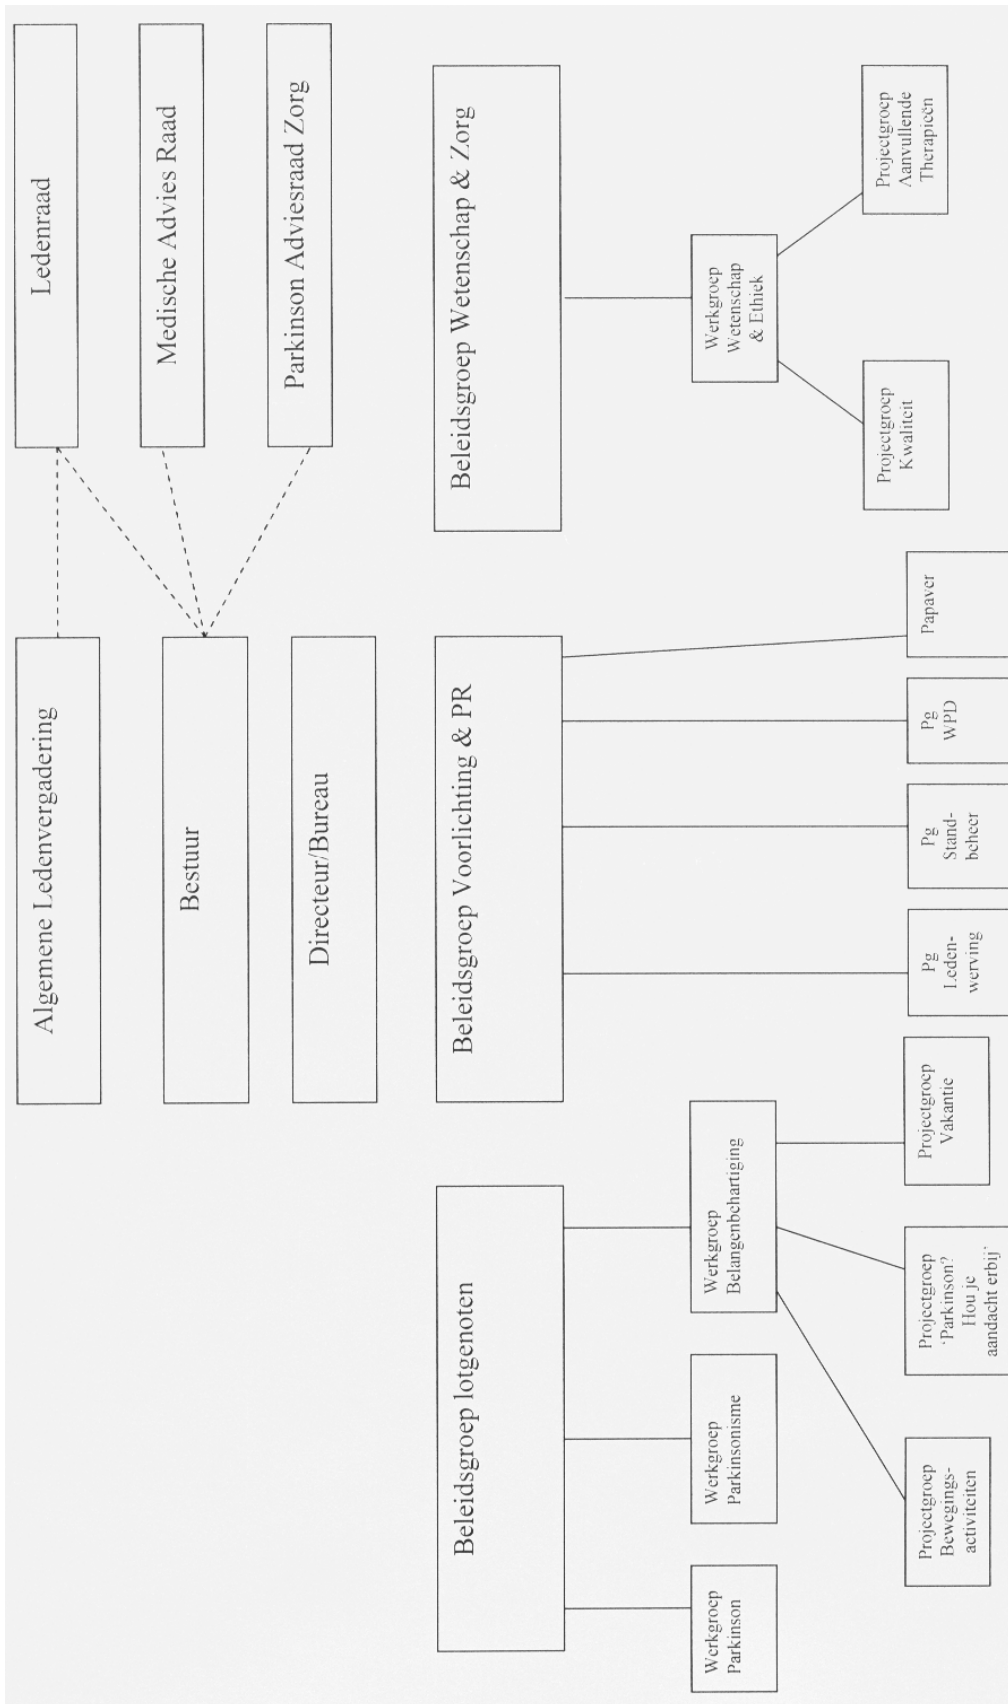 Algemene Ledenvergadering
Ledenraad
Bestuur
Medische Advies Raad
Directeur/Bureau
Parkinson Adviesraad Zorg
Beleidsgroep lotgenoten
Beleidsgroep Voorlichting & PR
Beleidsgroep Wetenschap & Zorg
Werkgroep
Parkinson
Werkgroep
Parkinsonisme
Werkgroep
Belangenbehartiging
Werkgroep
Wetenschap
& Ethiek
Projectgroep
Bewegings-
activiteiten
Projectgroep
'Parkinson?
Hou je
aandacht erbij'
Projectgroep
Vakantie
Pg
Leden-
werving
Pg
Stand-
beheer
Pg
WPD
Papaver
Projectgroep
Kwaliteit
Projectgroep
Aanvullende
Therapieën